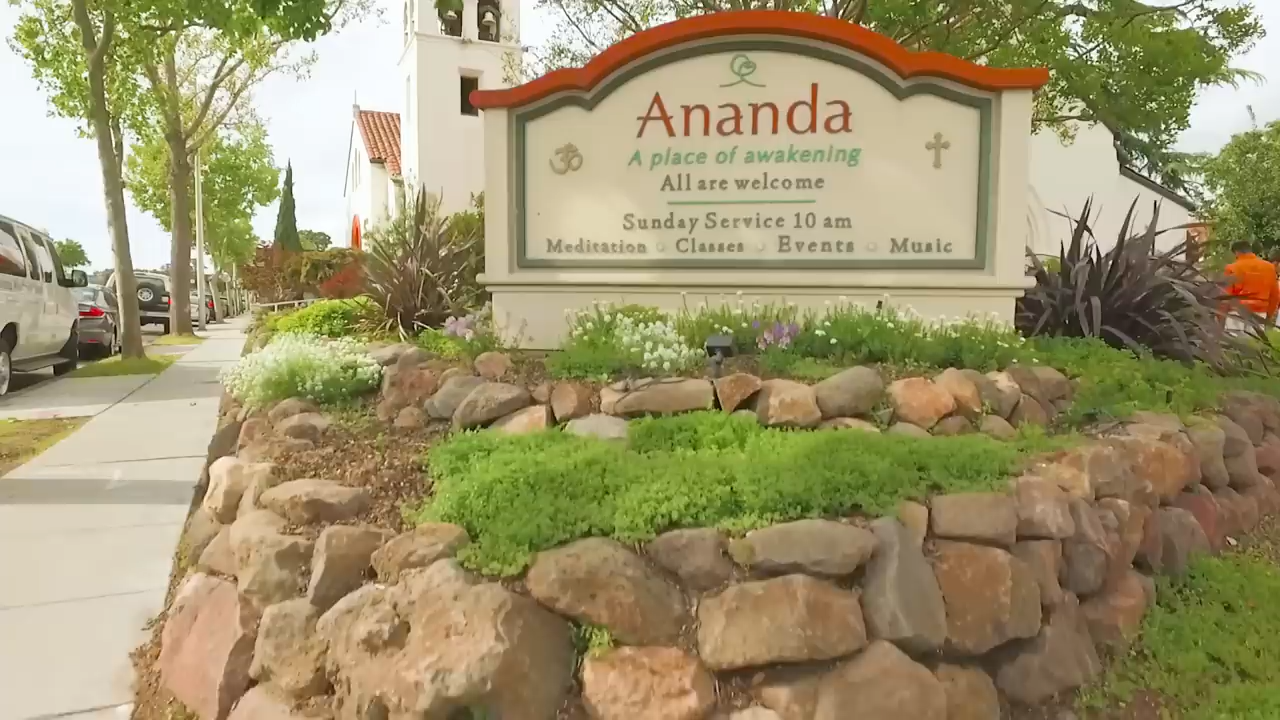 Ananda
A place of awakening
All are welcome
Sunday Service 10 am
Meditation Classes Events Music